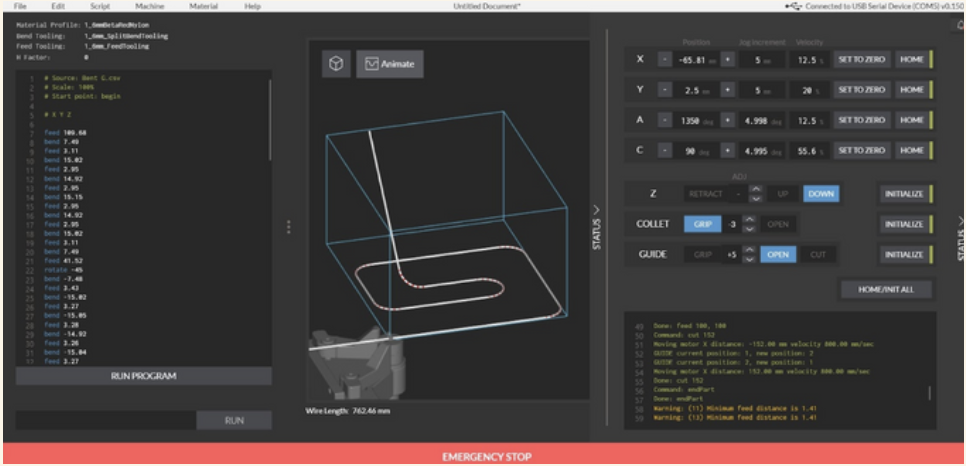 File Edit Script Machine Material Help
Untitled Document*
Connected to USB Serial Device (COM5) v0.150
Material Profile: 1_6mmBetaRedNylon
Bend Tooling: 1_6mm_SplitBendTooling
Feed Tooling: 1_6mm_FeedTooling
K Factor: 0
1 # Source: Bent G.csv
2 # Scale: 100%
3 # Start point: begin
4
5 # X Y Z
6
7 feed 109.60
8 bend 7.49
9 feed 3.11
10 bend 15.02
11 feed 2.95
12 bend 14.92
13 feed 2.95
14 bend 15.15
15 feed 2.95
16 bend 14.92
17 feed 2.95
18 bend 15.02
19 feed 3.11
20 bend 7.49
21 feed 41.52
22 rotate -45
23 bend -7.48
24 feed 3.43
25 bend -15.02
26 feed 3.27
27 bend -15.05
28 feed 3.28
29 bend -14.92
30 feed 3.26
31 bend -15.04
32 feed 3.27
RUN PROGRAM
RUN
Animate
Wire Length: 762.46 mm
STATUS
Position Jog Increment Velocity
X - -65.81 mm + 5 mm 12.5 % SET TO ZERO HOME
Y - 2.5 mm + 5 mm 20 % SET TO ZERO HOME
A - 1350 deg + 4.998 deg 12.5 % SET TO ZERO HOME
C - 90 deg + 4.995 deg 55.6 % SET TO ZERO HOME
ADJ
Z RETRACT - UP DOWN INITIALIZE
COLLET GRIP -3 OPEN INITIALIZE
GUIDE GRIP +5 OPEN CUT INITIALIZE
HOME/INIT ALL
49 Done: feed 100, 100
50 Command: cut 152
51 Moving motor X distance: -152.00 mm velocity 800.00 mm/sec
52 GUIDE current position: 1, new position: 2
53 GUIDE current position: 2, new position: 1
54 Moving motor X distance: 152.00 mm velocity 800.00 mm/sec
55 Done: cut 152
56 Command: endPart
57 Done: endPart
58 Warning: (11) Minimum feed distance is 1.41
59 Warning: (13) Minimum feed distance is 1.41
STATUS
EMERGENCY STOP